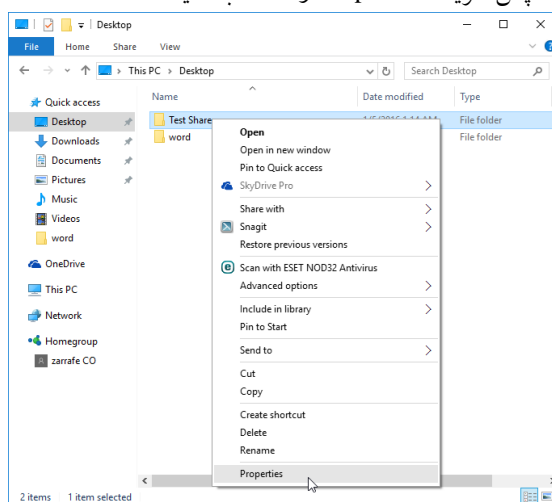 Desktop
File Home Share View
This PC > Desktop
Search Desktop
Name Date modified Type
Quick access
Desktop
Downloads
Documents
Pictures
Music
Videos
word
OneDrive
This PC
Network
Homegroup
zarrafe CO
Test Share File folder
word File folder
Open
Open in new window
Pin to Quick access
SkyDrive Pro
Share with
Snagit
Restore previous versions
Scan with ESET NOD32 Antivirus
Advanced options
Include in library
Pin to Start
Send to
Cut
Copy
Create shortcut
Delete
Rename
Properties
2 items 1 item selected